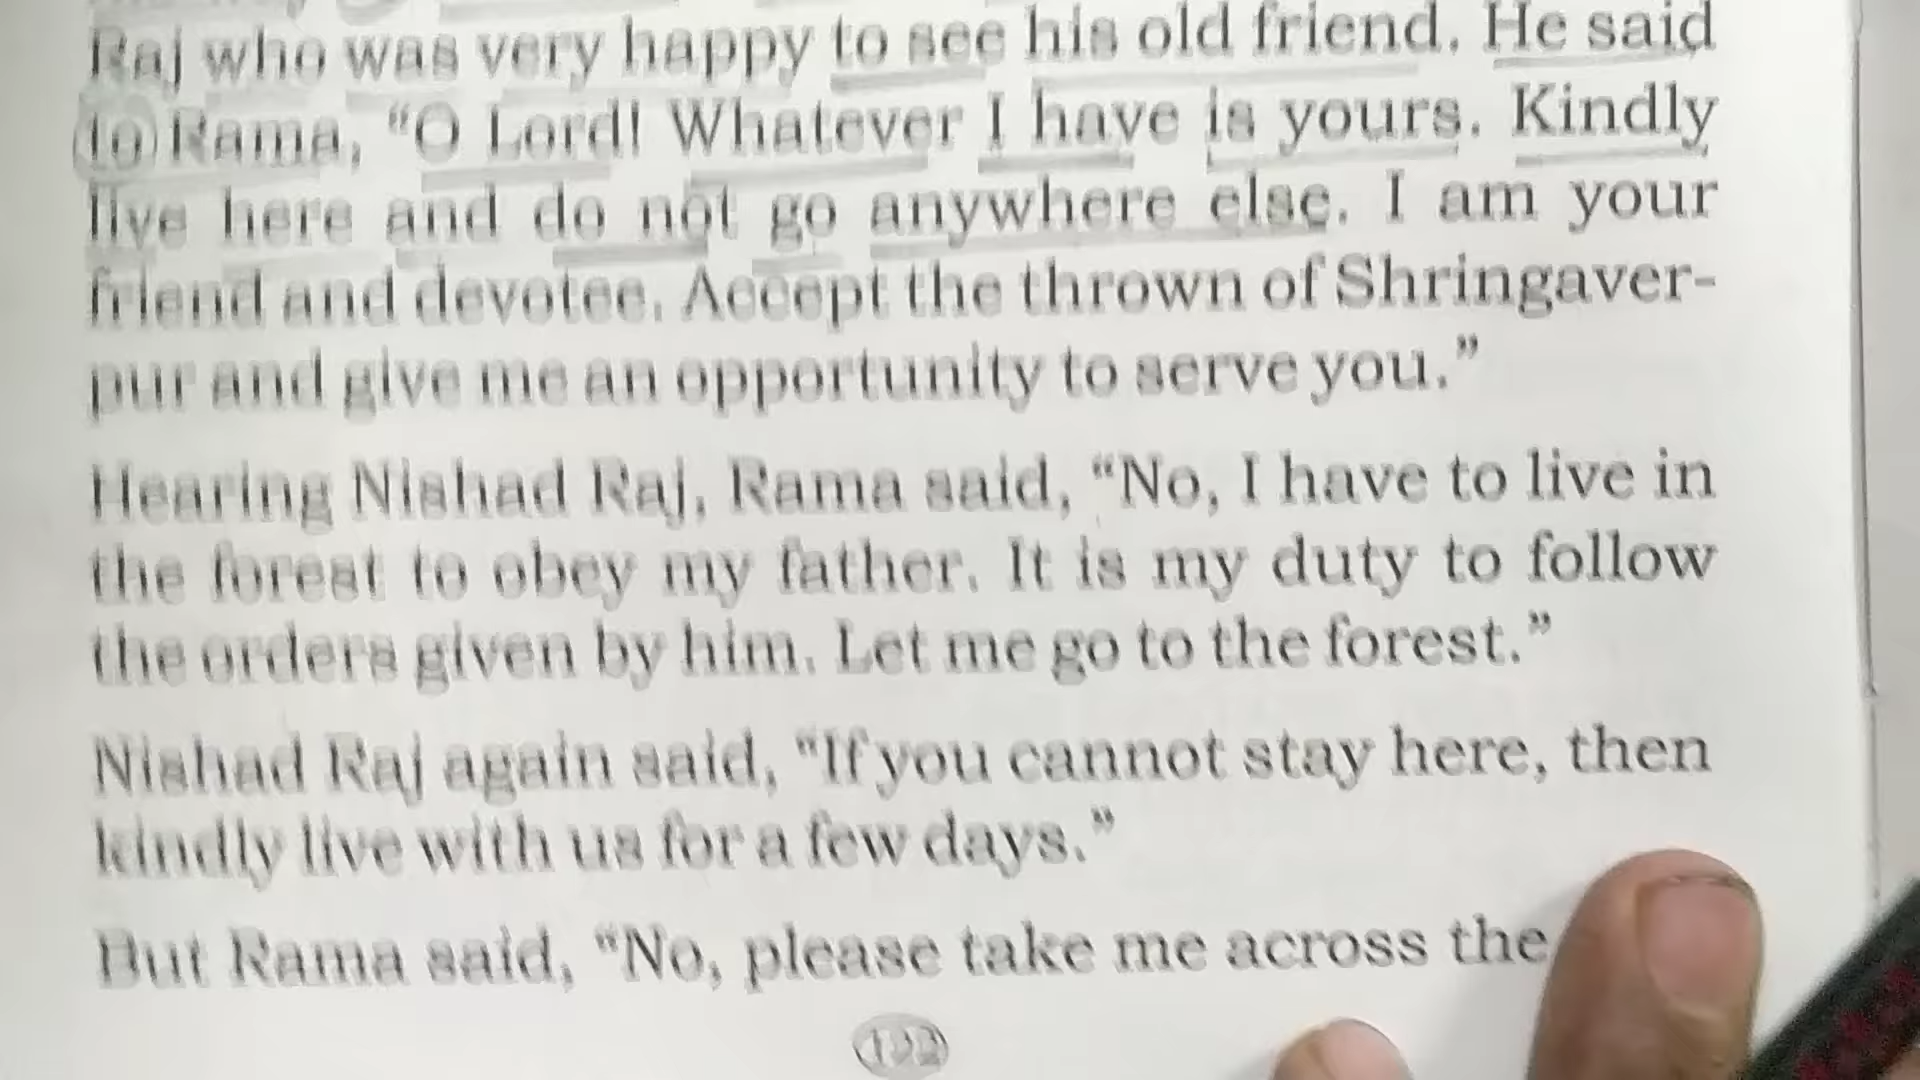 Raj who was very happy to see his old friend. He said
to Rama, “O Lord! Whatever I have is yours. Kindly
live here and do not go anywhere else. I am your
friend and devotee. Accept the thrown of Shringaver-
pur and give me an opportunity to serve you.”
Hearing Nishad Raj, Rama said, “No, I have to live in
the forest to obey my father. It is my duty to follow
the orders given by him. Let me go to the forest.”
Nishad Raj again said, “If you cannot stay here, then
kindly live with us for a few days.”
But Rama said, “No, please take me across the